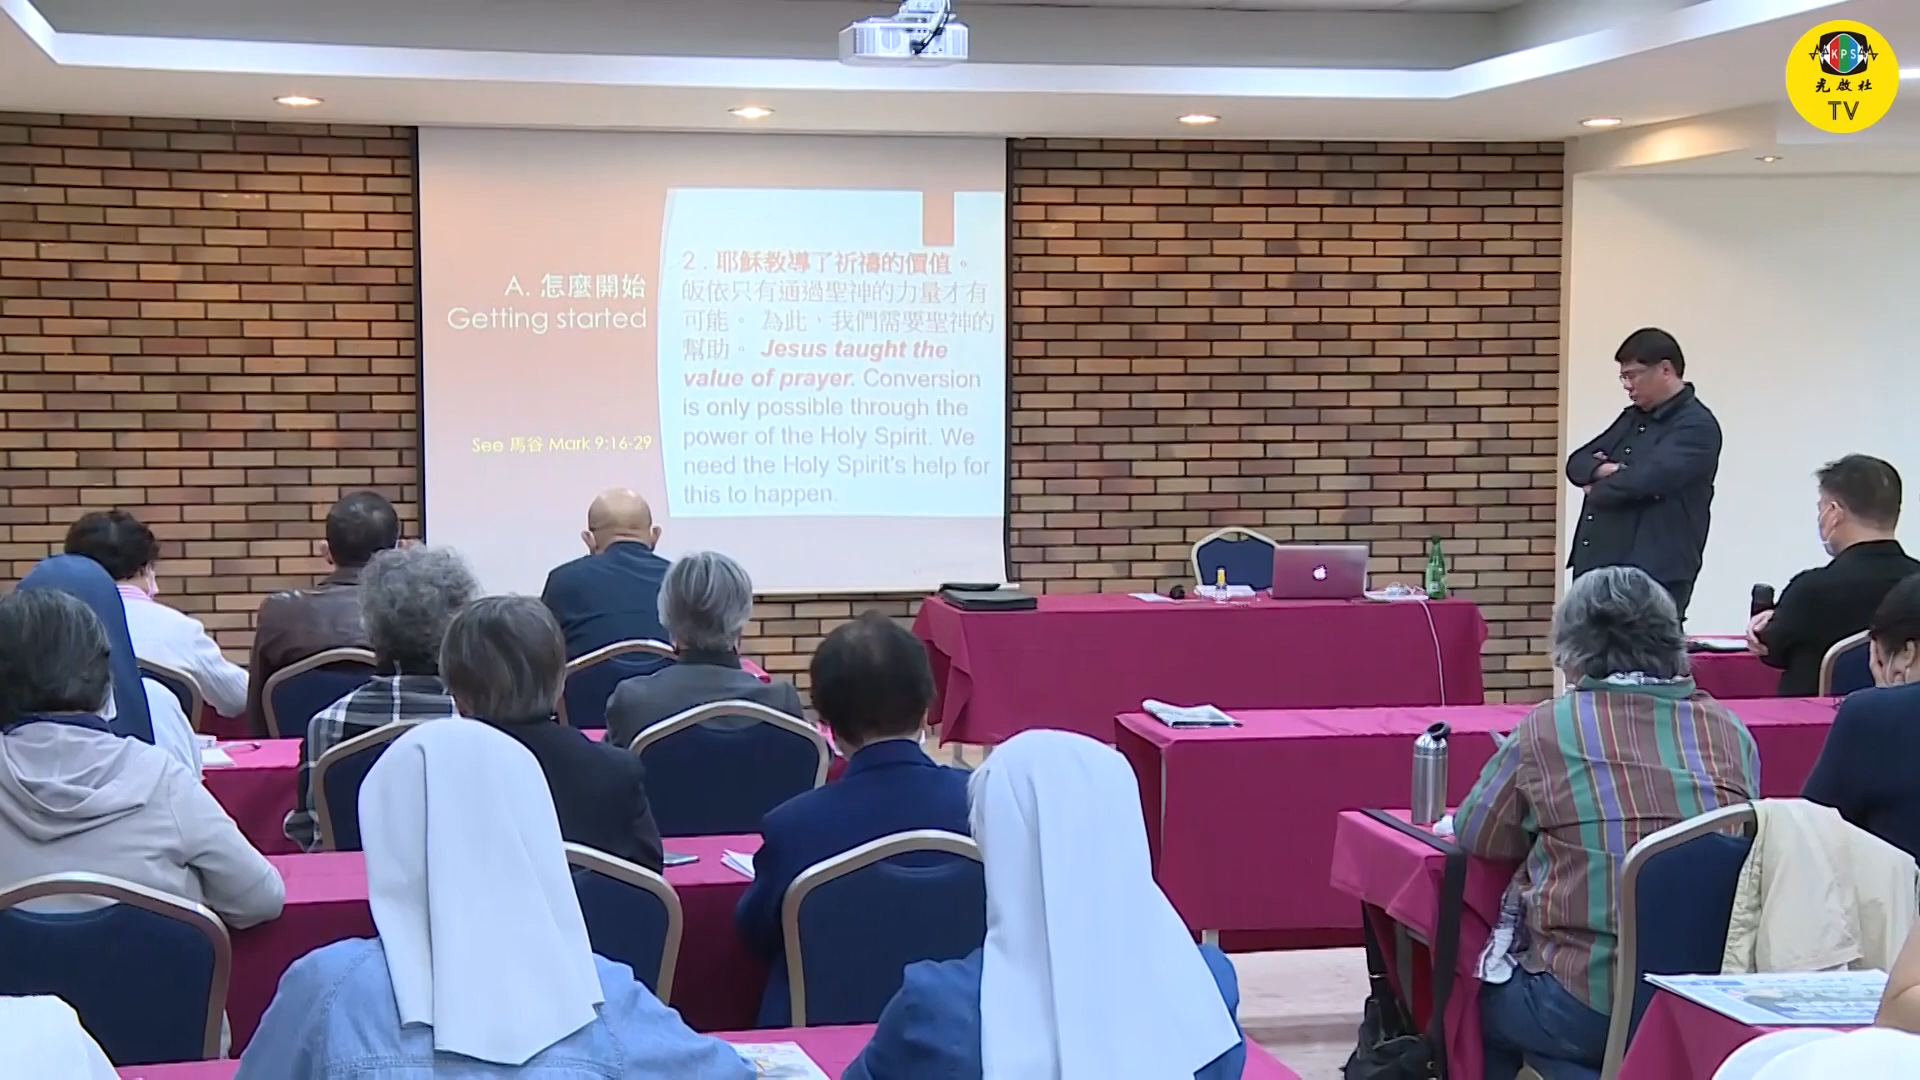 KPS
光啟社
TV
A. 怎麼開始
Getting started
See 馬谷 Mark 9:16-29
2 . 耶穌教導了祈禱的價值。
皈依只有通過聖神的力量才有
可能。 為此，我們需要聖神的
幫助。 Jesus taught the
value of prayer. Conversion
is only possible through the
power of the Holy Spirit. We
need the Holy Spirit's help for
this to happen.